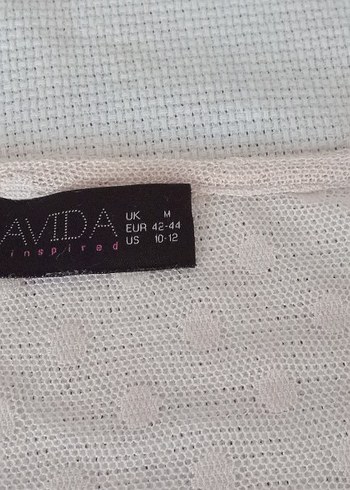 AVIDA
inspired
UK M
EUR 42-44
US 10-12